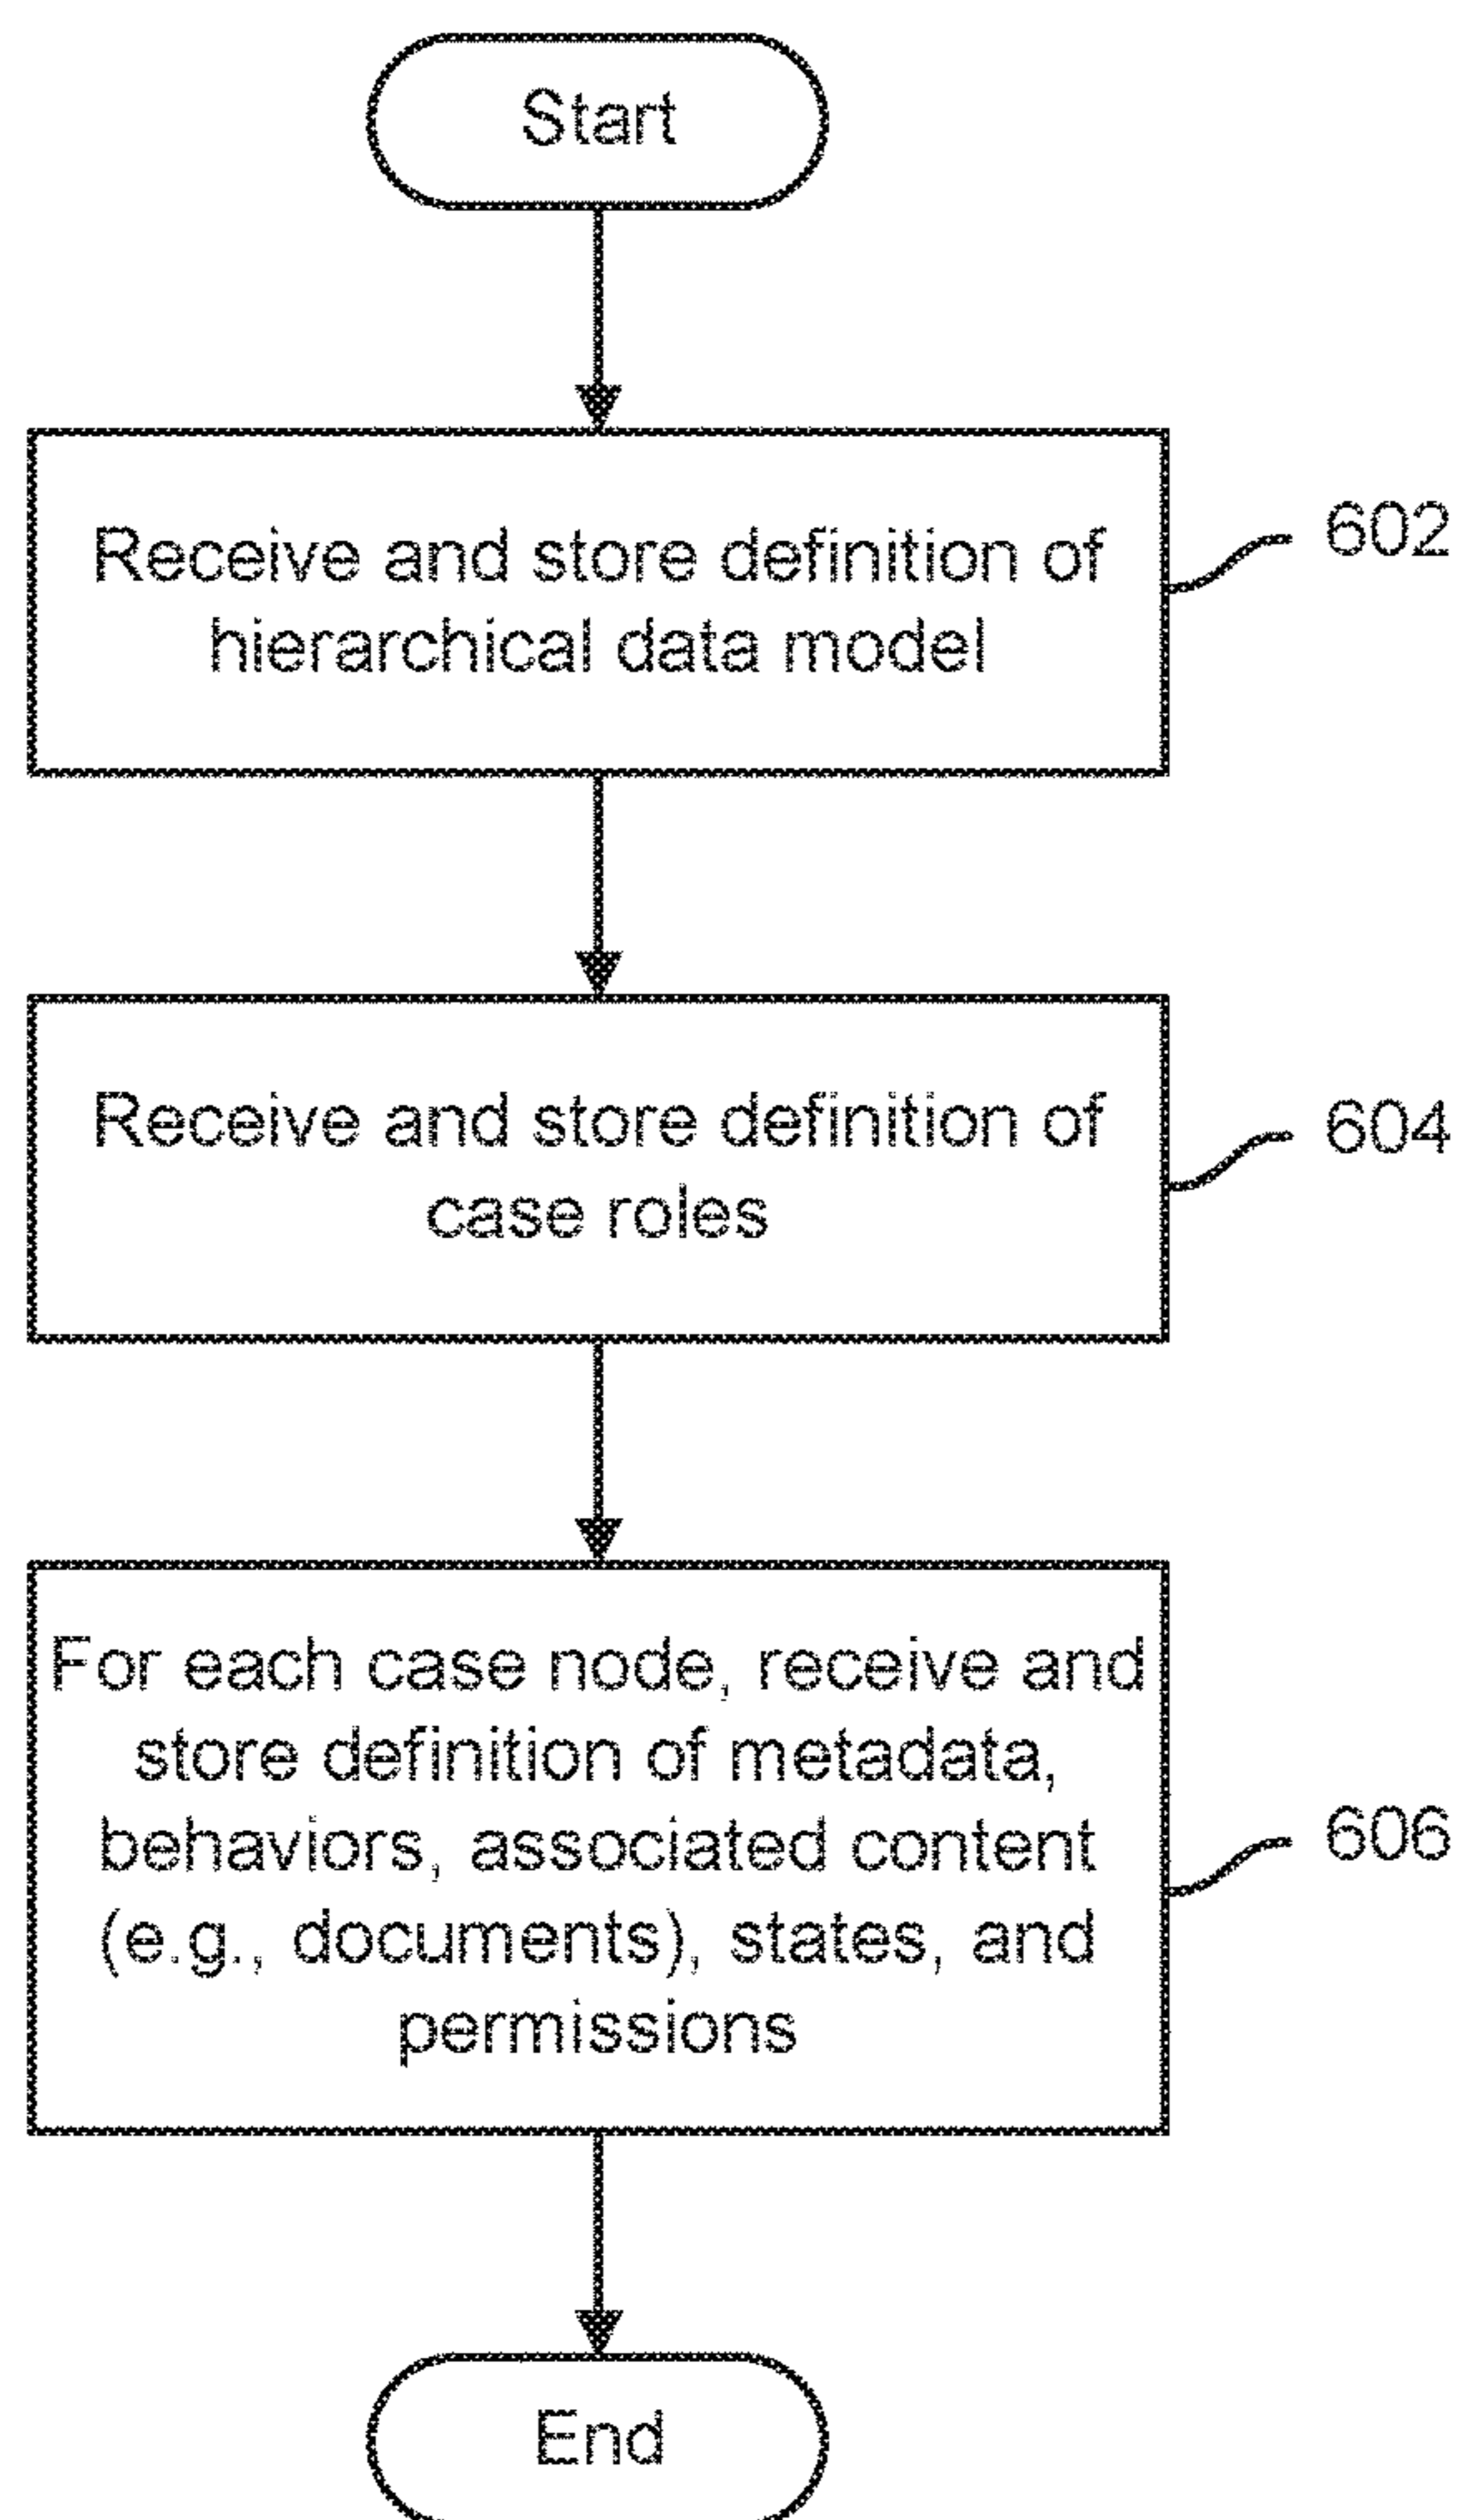 Start
Receive and store definition of
hierarchical data model
602
Receive and store definition of
case roles
604
For each case node, receive and
store definition of metadata,
behaviors, associated content
(e.g., documents), states, and
permissions
606
End